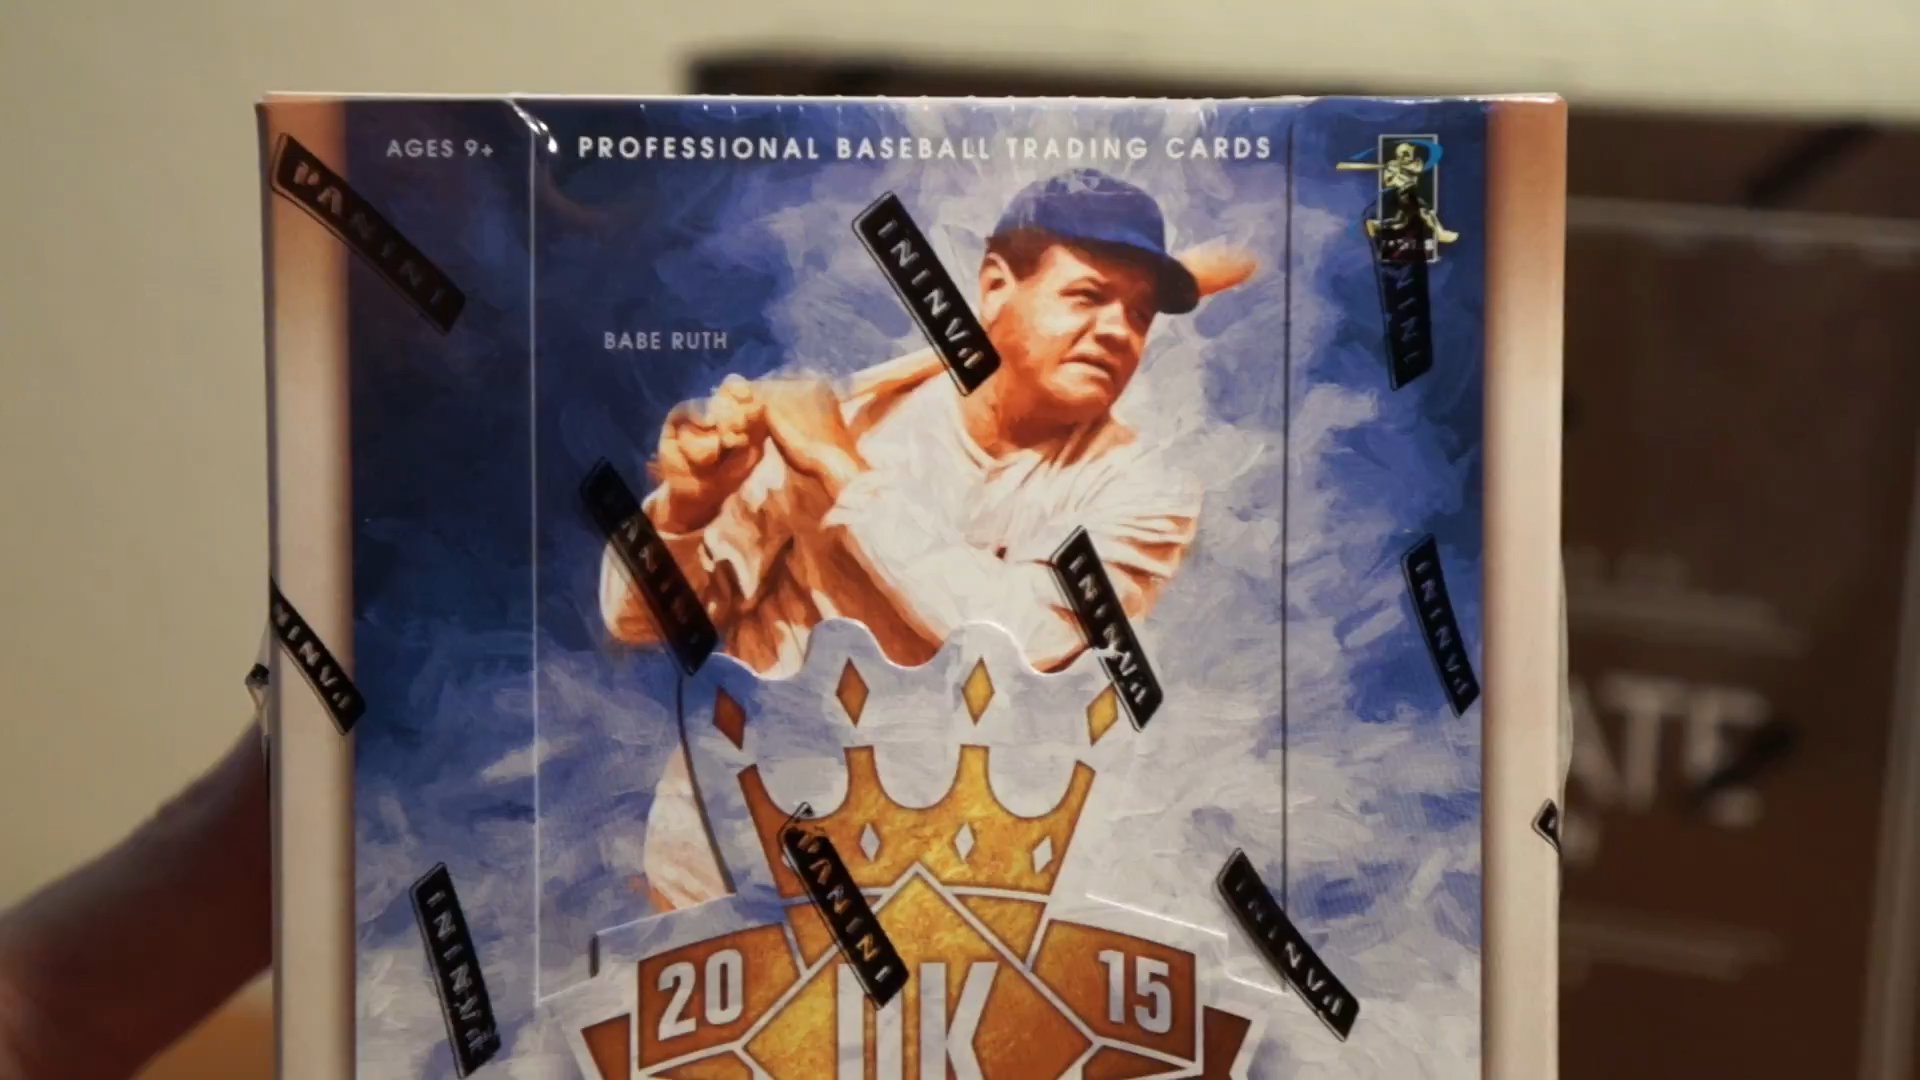 AGES 9+
PROFESSIONAL BASEBALL TRADING CARDS
PANINI
PANINI
BABE RUTH
PANINI
PANINI
PANINI
PANINI
PANINI
PANINI
PANINI
20
DK
15